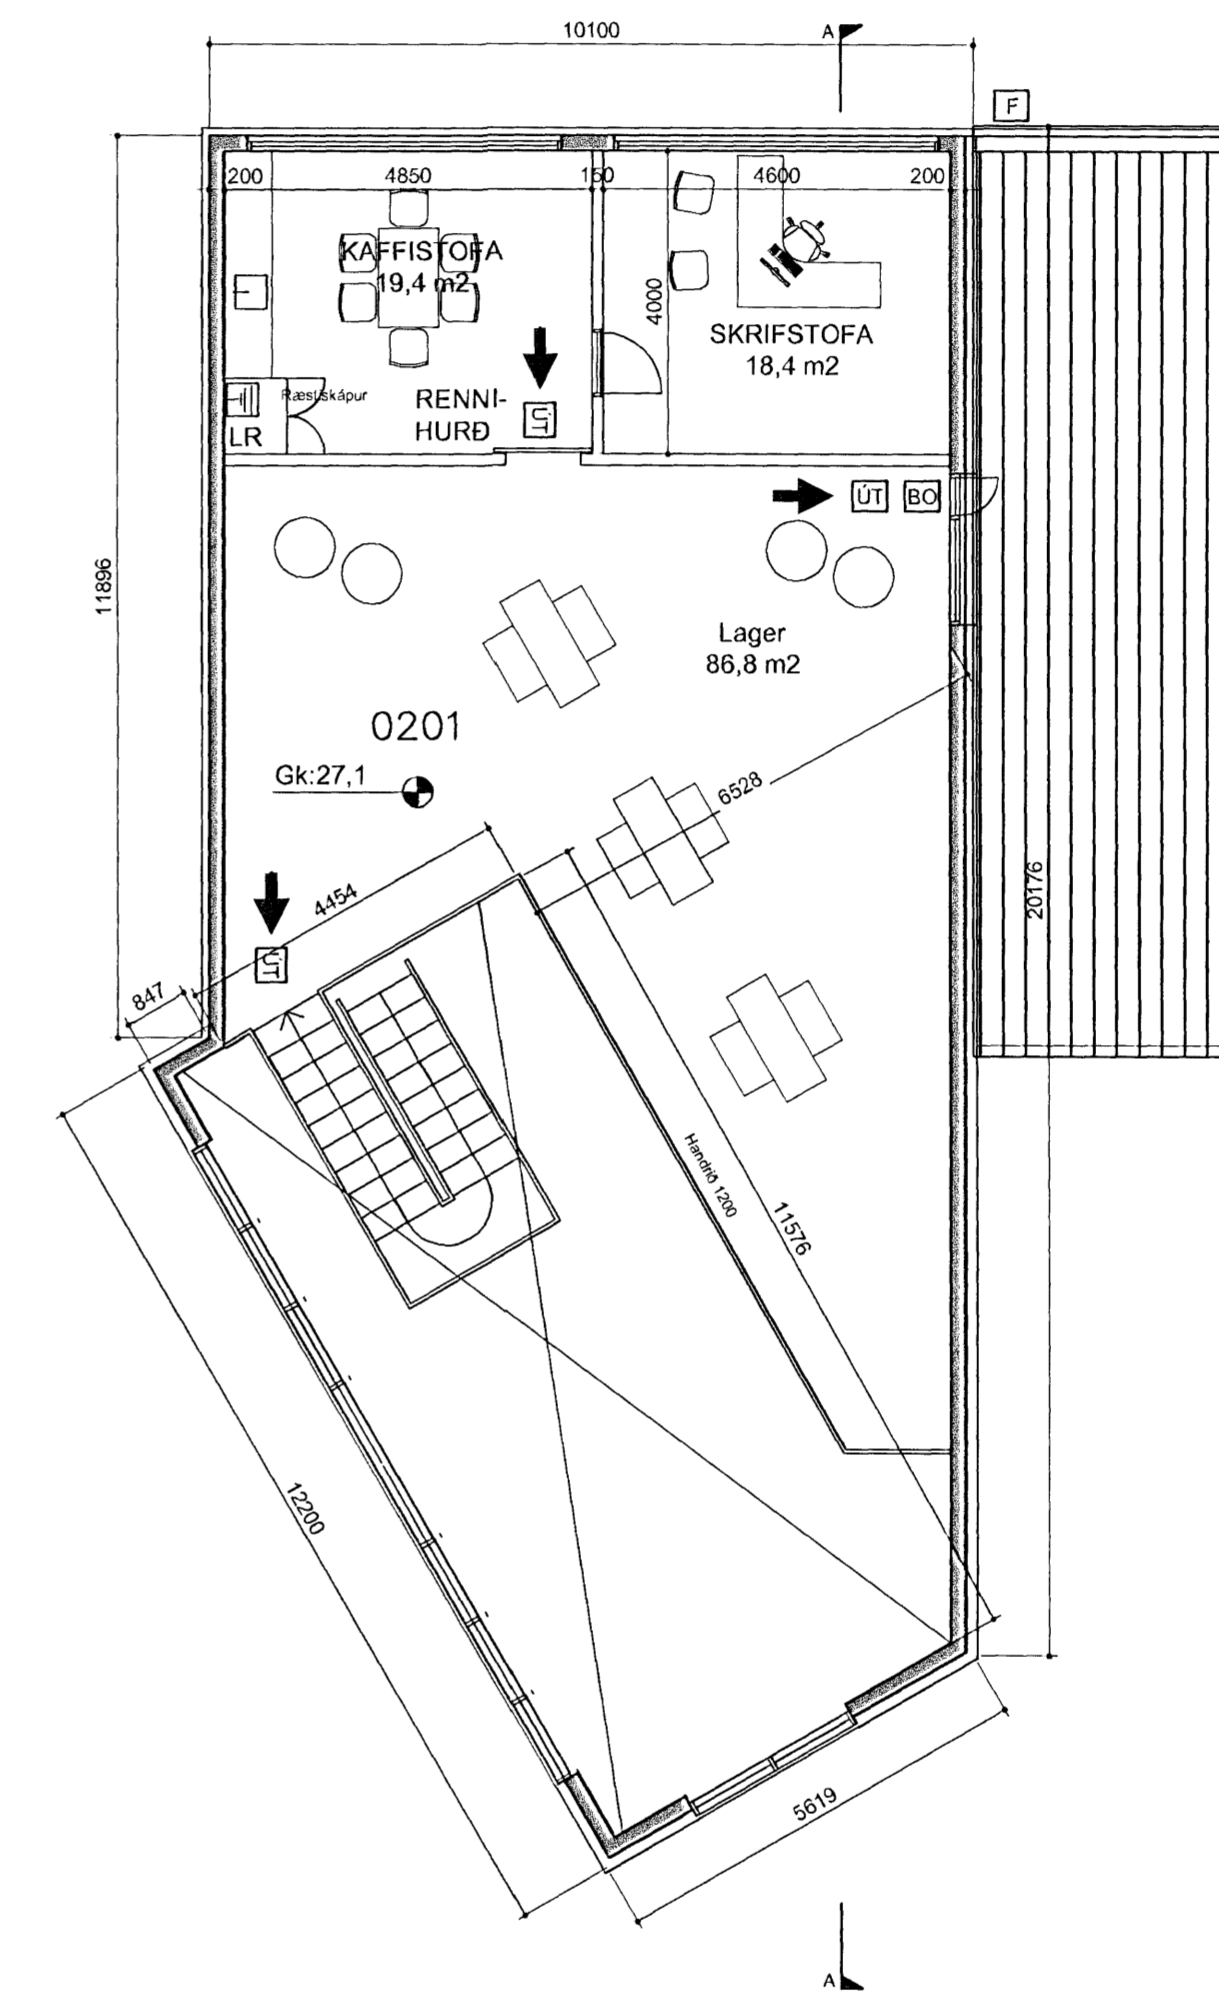 10100
A
F
200
4850
150
4600
200
KAFFISTOFA
19,4 m2
4000
SKRIFSTOFA
18,4 m2
Ræstiskápur
LR
RENNI-
HURÐ
ÚT
ÚT
BO
11896
Lager
86,8 m2
0201
Gk:27,1
6528
4454
20176
ÚT
847
Handrið 1200
11576
12200
5619
A